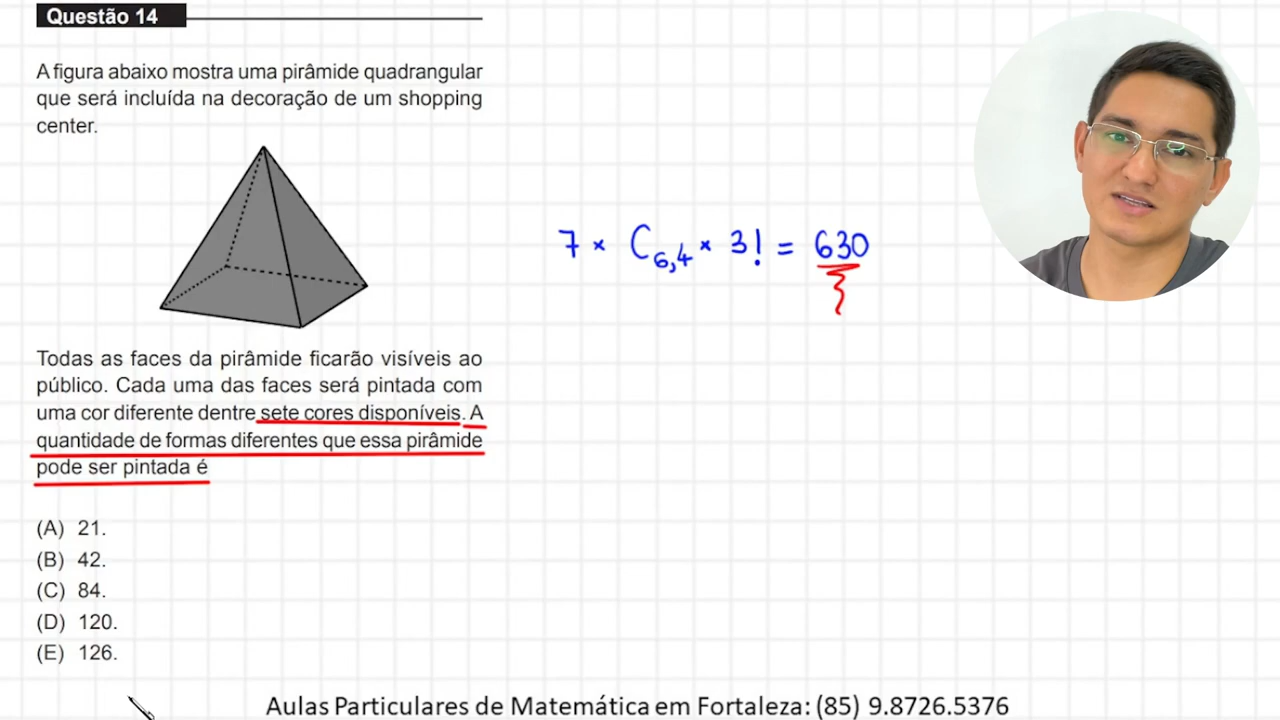 Questão 14
A figura abaixo mostra uma pirâmide quadrangular
que será incluída na decoração de um shopping
center.
7 × C6,4 × 3! = 630
Todas as faces da pirâmide ficarão visíveis ao
público. Cada uma das faces será pintada com
uma cor diferente dentre sete cores disponíveis. A
quantidade de formas diferentes que essa pirâmide
pode ser pintada é
(A) 21.
(B) 42.
(C) 84.
(D) 120.
(E) 126.
Aulas Particulares de Matemática em Fortaleza: (85) 9.8726.5376